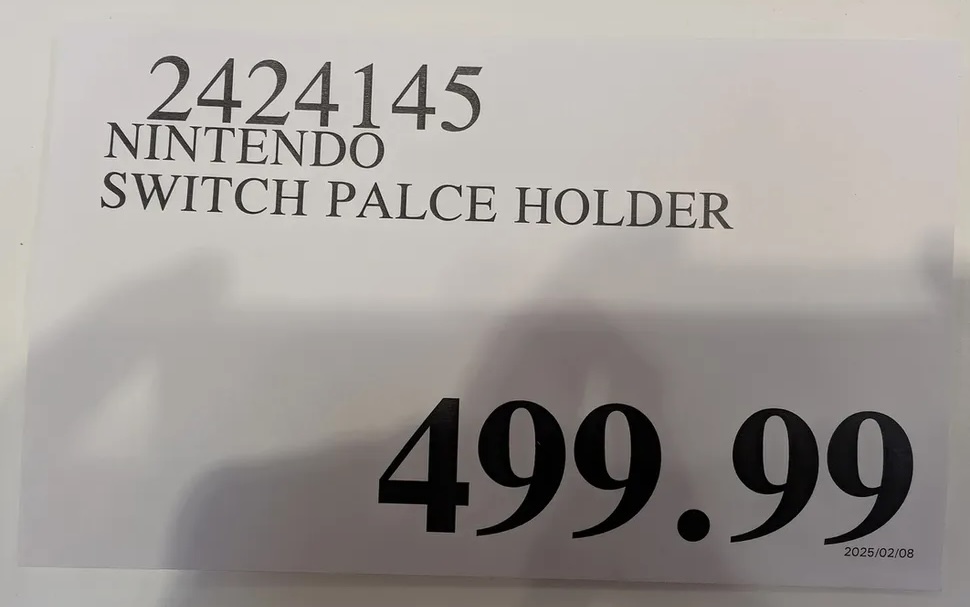 2424145
NINTENDO
SWITCH PALCE HOLDER
499.99
2025/02/08